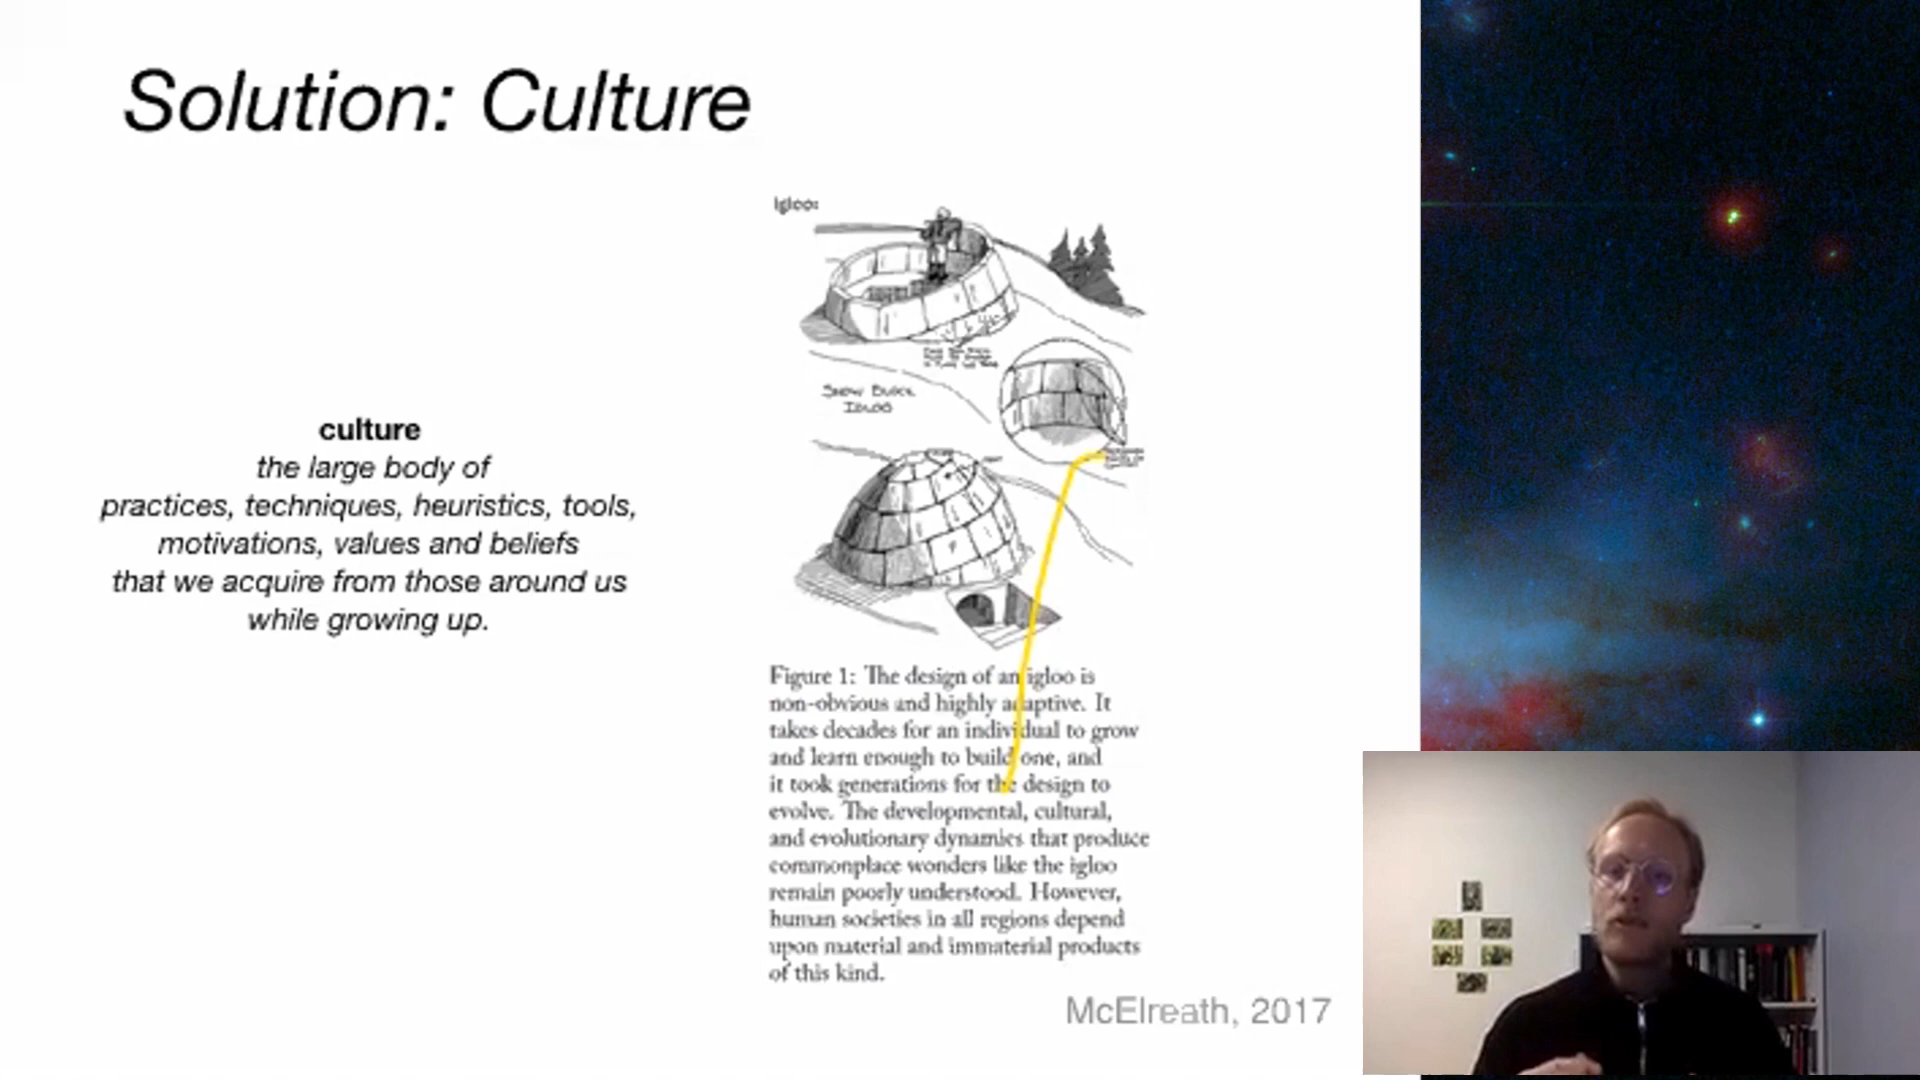 Solution: Culture
Igloo:
SNOW BLOCK
IGLOO
culture
the large body of
practices, techniques, heuristics, tools,
motivations, values and beliefs
that we acquire from those around us
while growing up.
Figure 1: The design of an igloo is
non-obvious and highly adaptive. It
takes decades for an individual to grow
and learn enough to build one, and
it took generations for the design to
evolve. The developmental, cultural,
and evolutionary dynamics that produce
commonplace wonders like the igloo
remain poorly understood. However,
human societies in all regions depend
upon material and immaterial products
of this kind.
McElreath, 2017